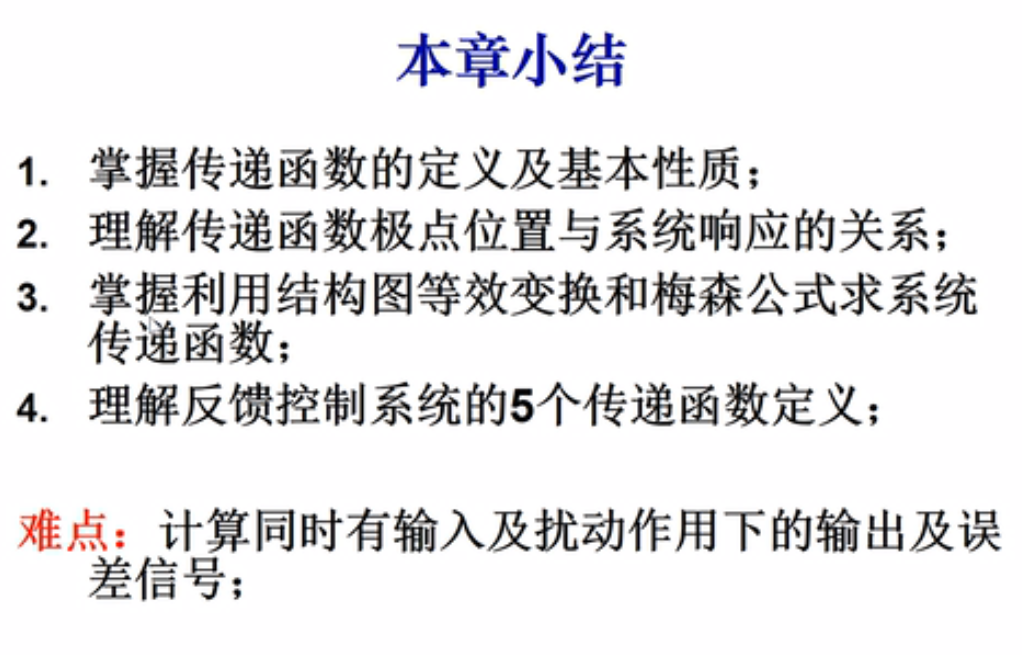 本章小结
1. 掌握传递函数的定义及基本性质；
2. 理解传递函数极点位置与系统响应的关系；
3. 掌握利用结构图等效变换和梅森公式求系统
传递函数；
4. 理解反馈控制系统的5个传递函数定义；
难点：计算同时有输入及扰动作用下的输出及误
差信号；